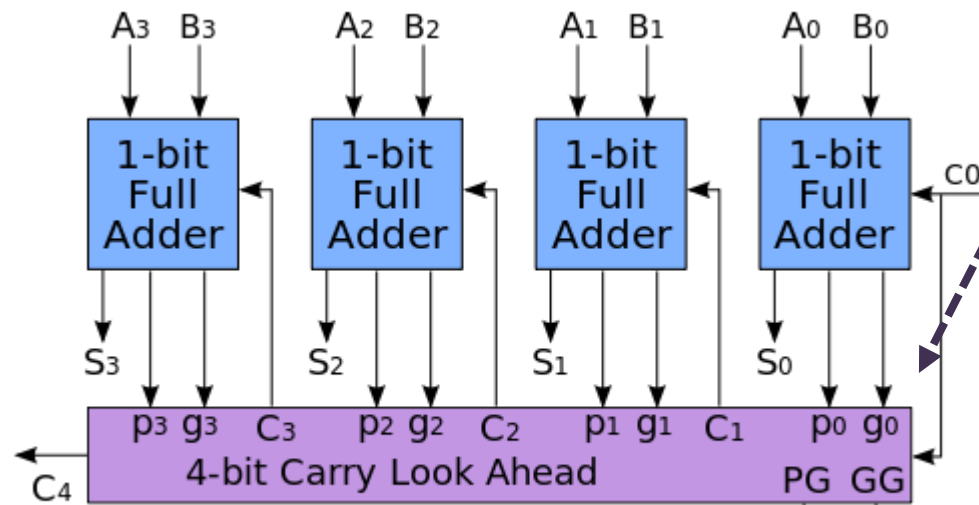 A3 B3 A2 B2 A1 B1 A0 B0
1-bit Full Adder
1-bit Full Adder
1-bit Full Adder
1-bit Full Adder
C0
S3 S2 S1 S0
p3 g3 C3 p2 g2 C2 p1 g1 C1 p0 g0
4-bit Carry Look Ahead
PG GG
C4